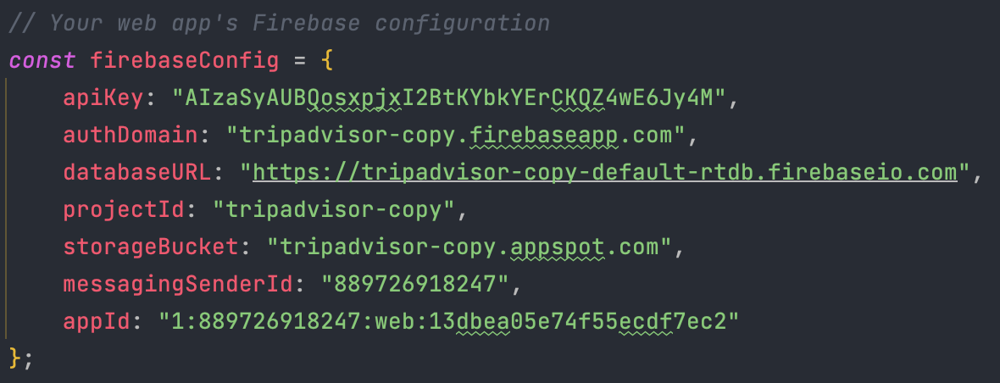 // Your web app's Firebase configuration
const firebaseConfig = {
    apiKey: "AIzaSyAUBQosxpjxI2BtKYbkYErCKQZ4wE6Jy4M",
    authDomain: "tripadvisor-copy.firebaseapp.com",
    databaseURL: "https://tripadvisor-copy-default-rtdb.firebaseio.com",
    projectId: "tripadvisor-copy",
    storageBucket: "tripadvisor-copy.appspot.com",
    messagingSenderId: "889726918247",
    appId: "1:889726918247:web:13dbea05e74f55ecdf7ec2"
};